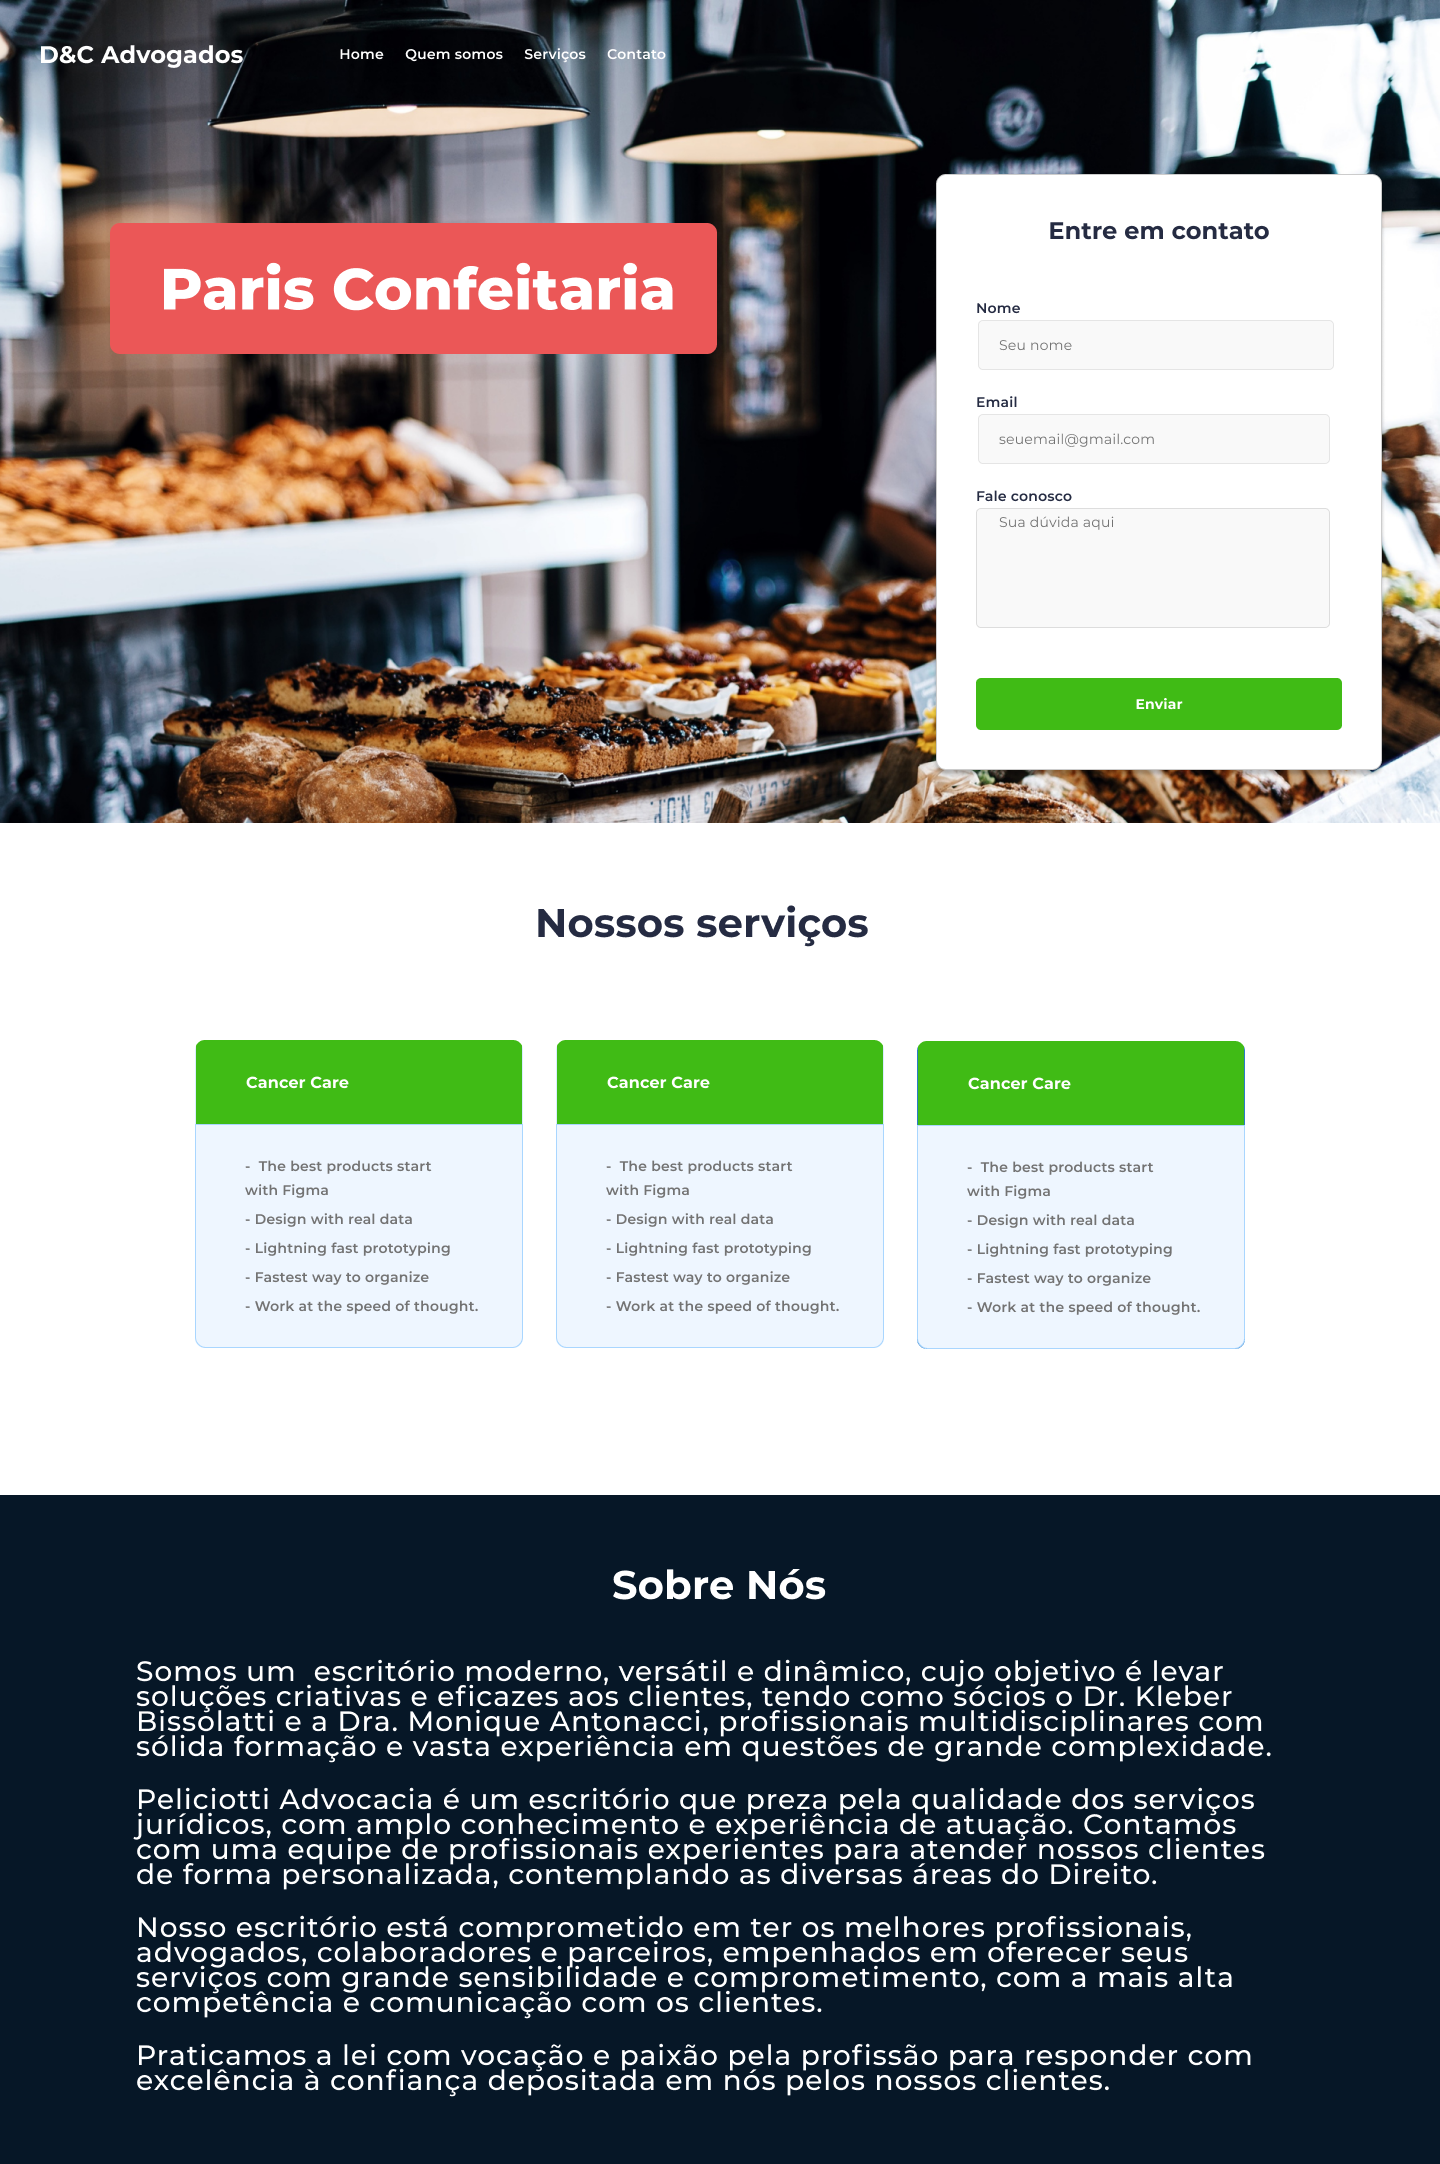 D&C Advogados
Home Quem somos Serviços Contato
Paris Confeitaria
Entre em contato
Nome
Seu nome
Email
seuemail@gmail.com
Fale conosco
Sua dúvida aqui
Enviar
Nossos serviços
Cancer Care
- The best products start
with Figma
- Design with real data
- Lightning fast prototyping
- Fastest way to organize
- Work at the speed of thought.
Cancer Care
- The best products start
with Figma
- Design with real data
- Lightning fast prototyping
- Fastest way to organize
- Work at the speed of thought.
Cancer Care
- The best products start
with Figma
- Design with real data
- Lightning fast prototyping
- Fastest way to organize
- Work at the speed of thought.
Sobre Nós
Somos um escritório moderno, versátil e dinâmico, cujo objetivo é levar
soluções criativas e eficazes aos clientes, tendo como sócios o Dr. Kleber
Bissolatti e a Dra. Monique Antonacci, profissionais multidisciplinares com
sólida formação e vasta experiência em questões de grande complexidade.
Peliciotti Advocacia é um escritório que preza pela qualidade dos serviços
jurídicos, com amplo conhecimento e experiência de atuação. Contamos
com uma equipe de profissionais experientes para atender nossos clientes
de forma personalizada, contemplando as diversas áreas do Direito.
Nosso escritório está comprometido em ter os melhores profissionais,
advogados, colaboradores e parceiros, empenhados em oferecer seus
serviços com grande sensibilidade e comprometimento, com a mais alta
competência e comunicação com os clientes.
Praticamos a lei com vocação e paixão pela profissão para responder com
excelência à confiança depositada em nós pelos nossos clientes.